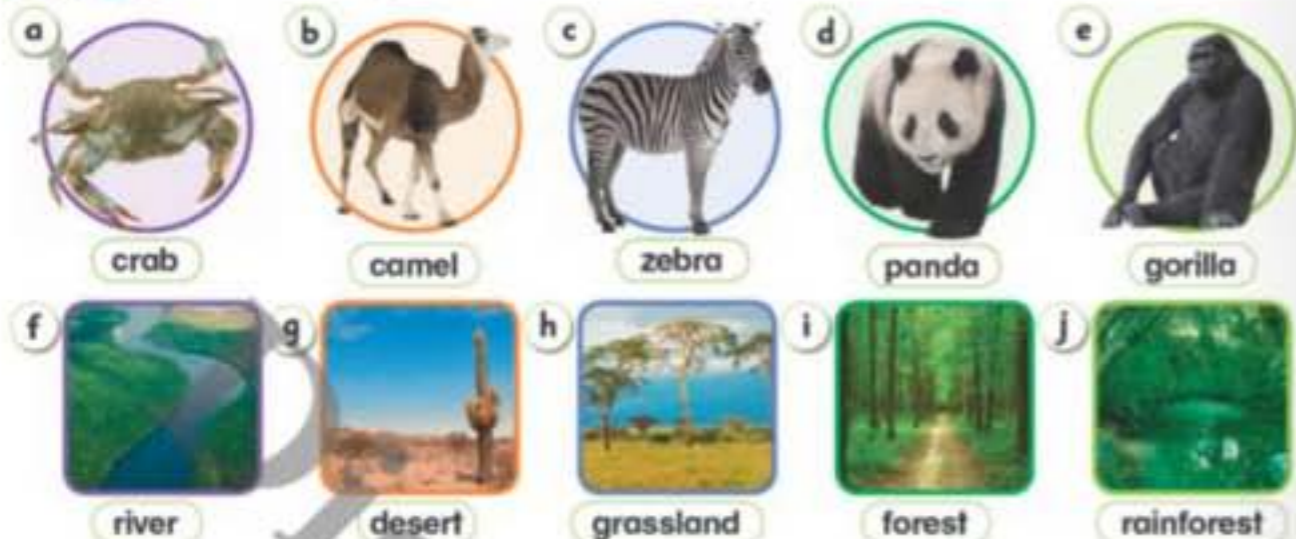 a b c d e
crab camel zebra panda gorilla
f g h i j
river desert grassland forest rainforest